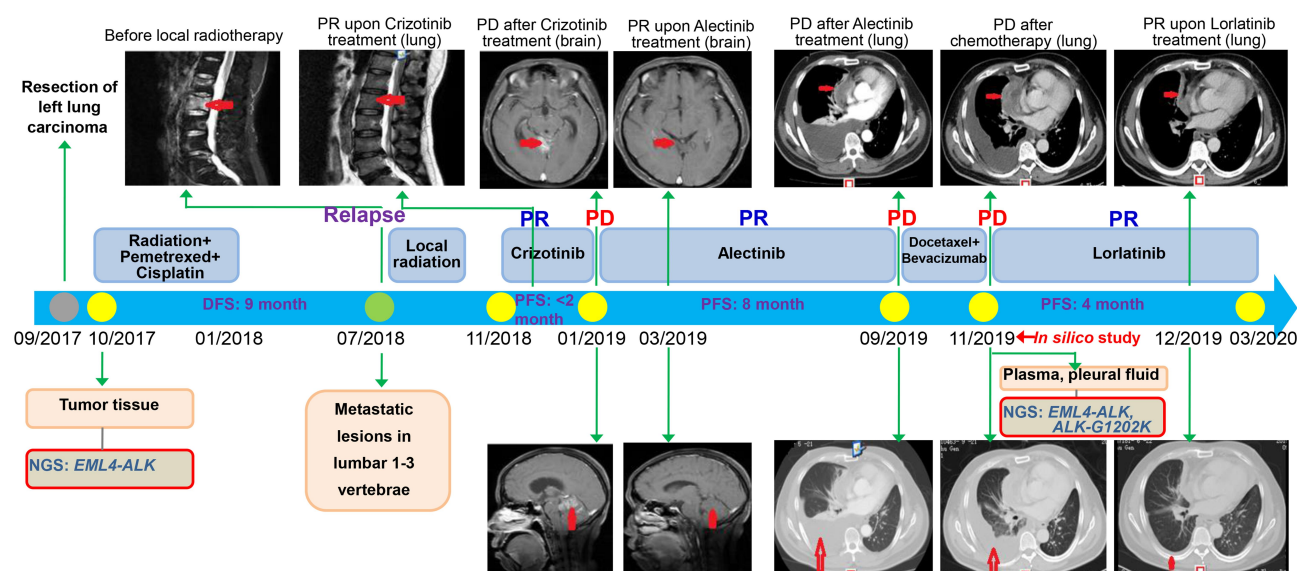 Before local radiotherapy
PR upon Crizotinib
treatment (lung)
PD after Crizotinib
treatment (brain)
PR upon Alectinib
treatment (brain)
PD after Alectinib
treatment (lung)
PD after
chemotherapy (lung)
PR upon Lorlatinib
treatment (lung)
Resection of
left lung
carcinoma
Relapse
PR
PD
PR
PD
PD
PR
Radiation+
Pemetrexed+
Cisplatin
Local
radiation
Crizotinib
Alectinib
Docetaxel+
Bevacizumab
Lorlatinib
DFS: 9 month
PFS: <2
month
PFS: 8 month
PFS: 4 month
09/2017
10/2017
01/2018
07/2018
11/2018
01/2019
03/2019
09/2019
11/2019
In silico study
12/2019
03/2020
Tumor tissue
NGS: EML4-ALK
Metastatic
lesions in
lumbar 1-3
vertebrae
Plasma, pleural fluid
NGS: EML4-ALK,
ALK-G1202K